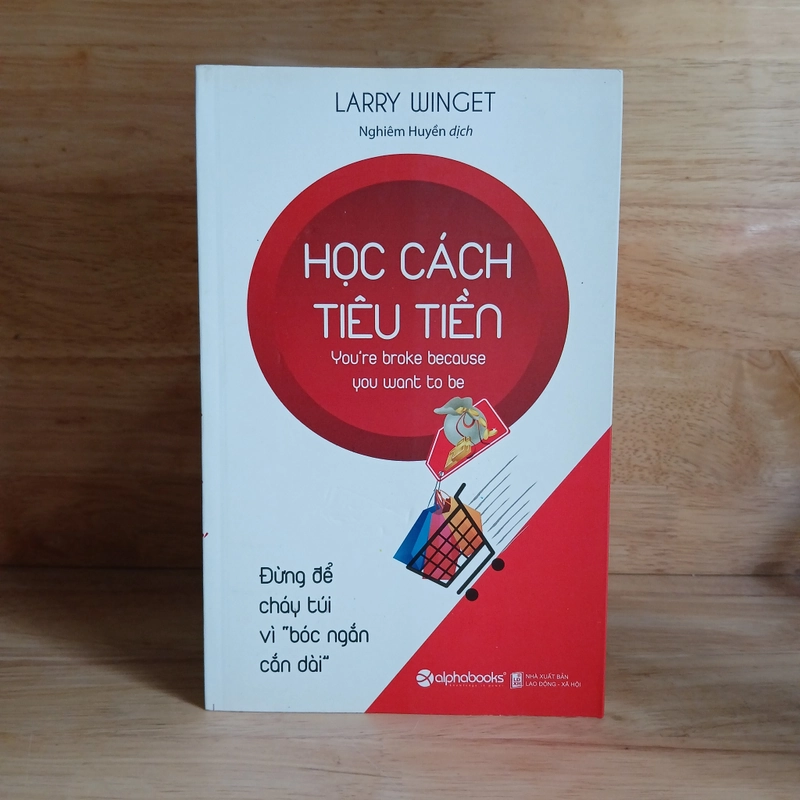 LARRY WINGET
Nghiêm Huyền dịch
HỌC CÁCH
TIÊU TIỀN
You're broke because
you want to be
Đừng để
cháy túi
vì "bóc ngắn
cắn dài"
alphabooks
NHÀ XUẤT BẢN
LAO ĐỘNG - XÃ HỘI